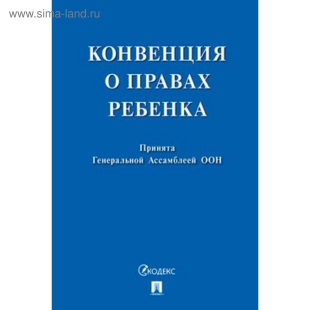 www.sima-land.ru
КОНВЕНЦИЯ
О ПРАВАХ
РЕБЕНКА
Принята
Генеральной Ассамблеей ООН
КОДЕКС